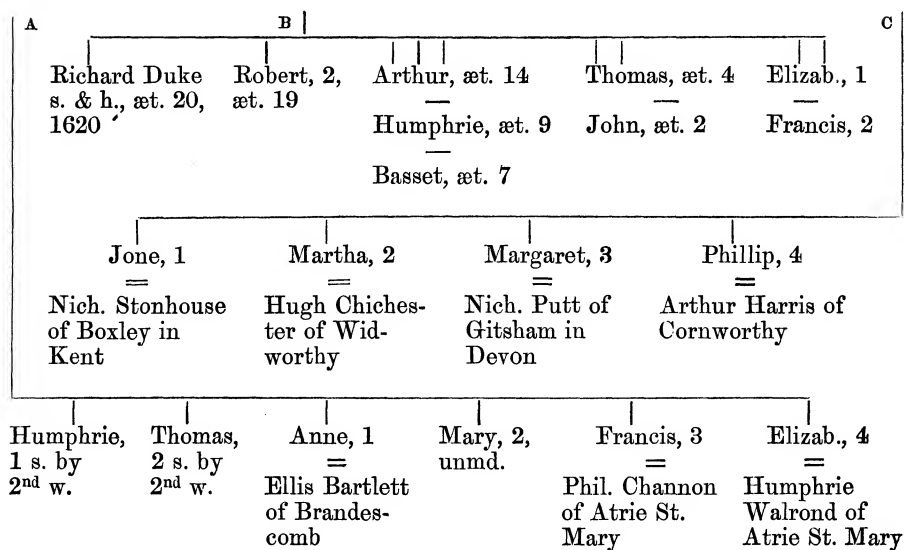 A B C
Richard Duke
s. & h., æt. 20,
1620
Robert, 2,
æt. 19
Arthur, æt. 14
Humphrie, æt. 9
Basset, æt. 7
Thomas, æt. 4
John, æt. 2
Elizab., 1
Francis, 2
Jone, 1
=
Nich. Stonhouse
of Boxley in
Kent
Martha, 2
=
Hugh Chiches-
ter of Wid-
worthy
Margaret, 3
=
Nich. Putt of
Gitsham in
Devon
Phillip, 4
=
Arthur Harris of
Cornworthy
Humphrie,
1 s. by
2nd w.
Thomas,
2 s. by
2nd w.
Anne, 1
=
Ellis Bartlett
of Brandes-
comb
Mary, 2,
unmd.
Francis, 3
=
Phil. Channon
of Atrie St.
Mary
Elizab., 4
=
Humphrie
Walrond of
Atrie St. Mary